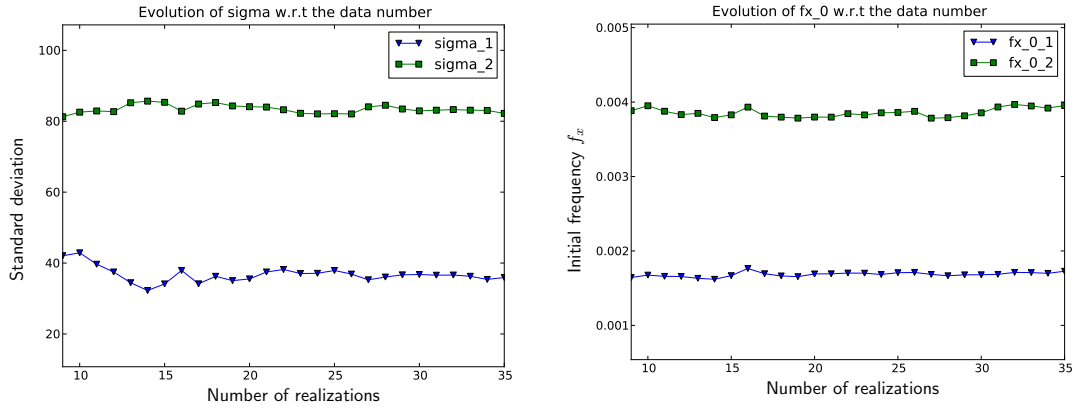 Evolution of sigma w.r.t the data number
sigma_1
sigma_2
100
80
60
40
20
Standard deviation
10
15
20
25
30
35
Number of realizations
Evolution of fx_0 w.r.t the data number
fx_0_1
fx_0_2
0.005
0.004
0.003
0.002
0.001
Initial frequency f_x
10
15
20
25
30
35
Number of realizations